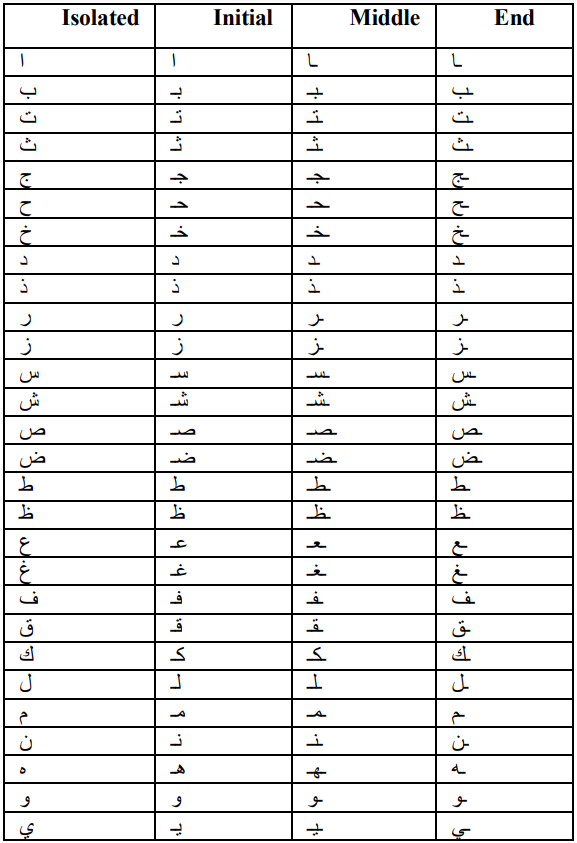 Isolated Initial Middle End
ا ا ـا ـا
ب بـ ـبـ ـب
ت تـ ـتـ ـت
ث ثـ ـثـ ـث
ج جـ ـجـ ـج
ح حـ ـحـ ـح
خ خـ ـخـ ـخ
د د ـد ـد
ذ ذ ـذ ـذ
ر ر ـر ـر
ز ز ـز ـز
س سـ ـسـ ـس
ش شـ ـشـ ـش
ص صـ ـصـ ـص
ض ضـ ـضـ ـض
ط ط ـطـ ـط
ظ ظ ـظـ ـظ
ع عـ ـعـ ـع
غ غـ ـغـ ـغ
ف فـ ـفـ ـف
ق قـ ـقـ ـق
ك كـ ـكـ ـك
ل لـ ـلـ ـل
م مـ ـمـ ـم
ن نـ ـنـ ـن
ه هـ ـهـ ـه
و و ـو ـو
ي يـ ـيـ ـي